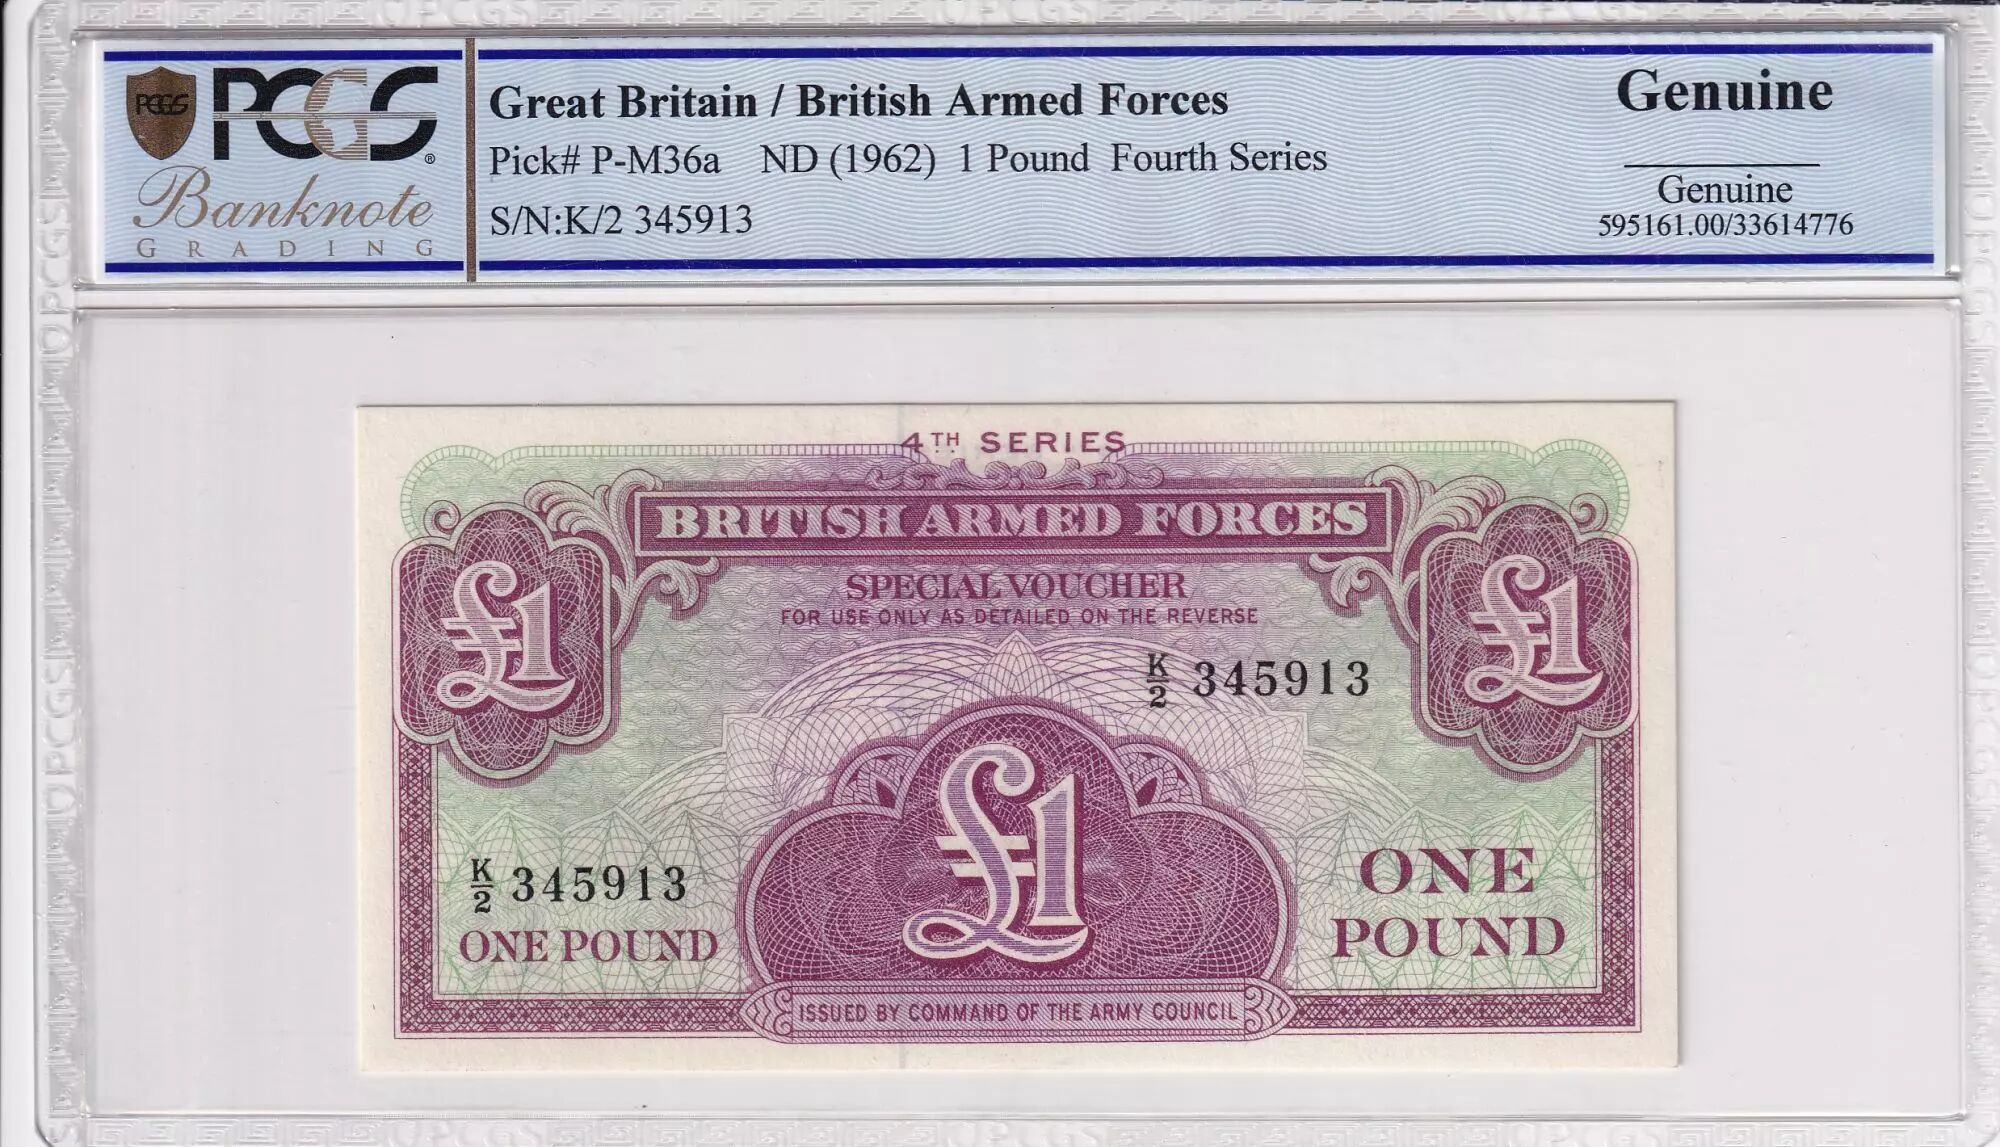 PCGS
PCGS®
Banknote
GRADING
Great Britain / British Armed Forces
Pick# P-M36a ND (1962) 1 Pound Fourth Series
S/N:K/2 345913
Genuine
Genuine
595161.00/33614776
4TH SERIES
BRITISH ARMED FORCES
SPECIAL VOUCHER
FOR USE ONLY AS DETAILED ON THE REVERSE
£1
£1
K/2 345913
£1
K/2 345913
ONE POUND
ONE
POUND
ISSUED BY COMMAND OF THE ARMY COUNCIL